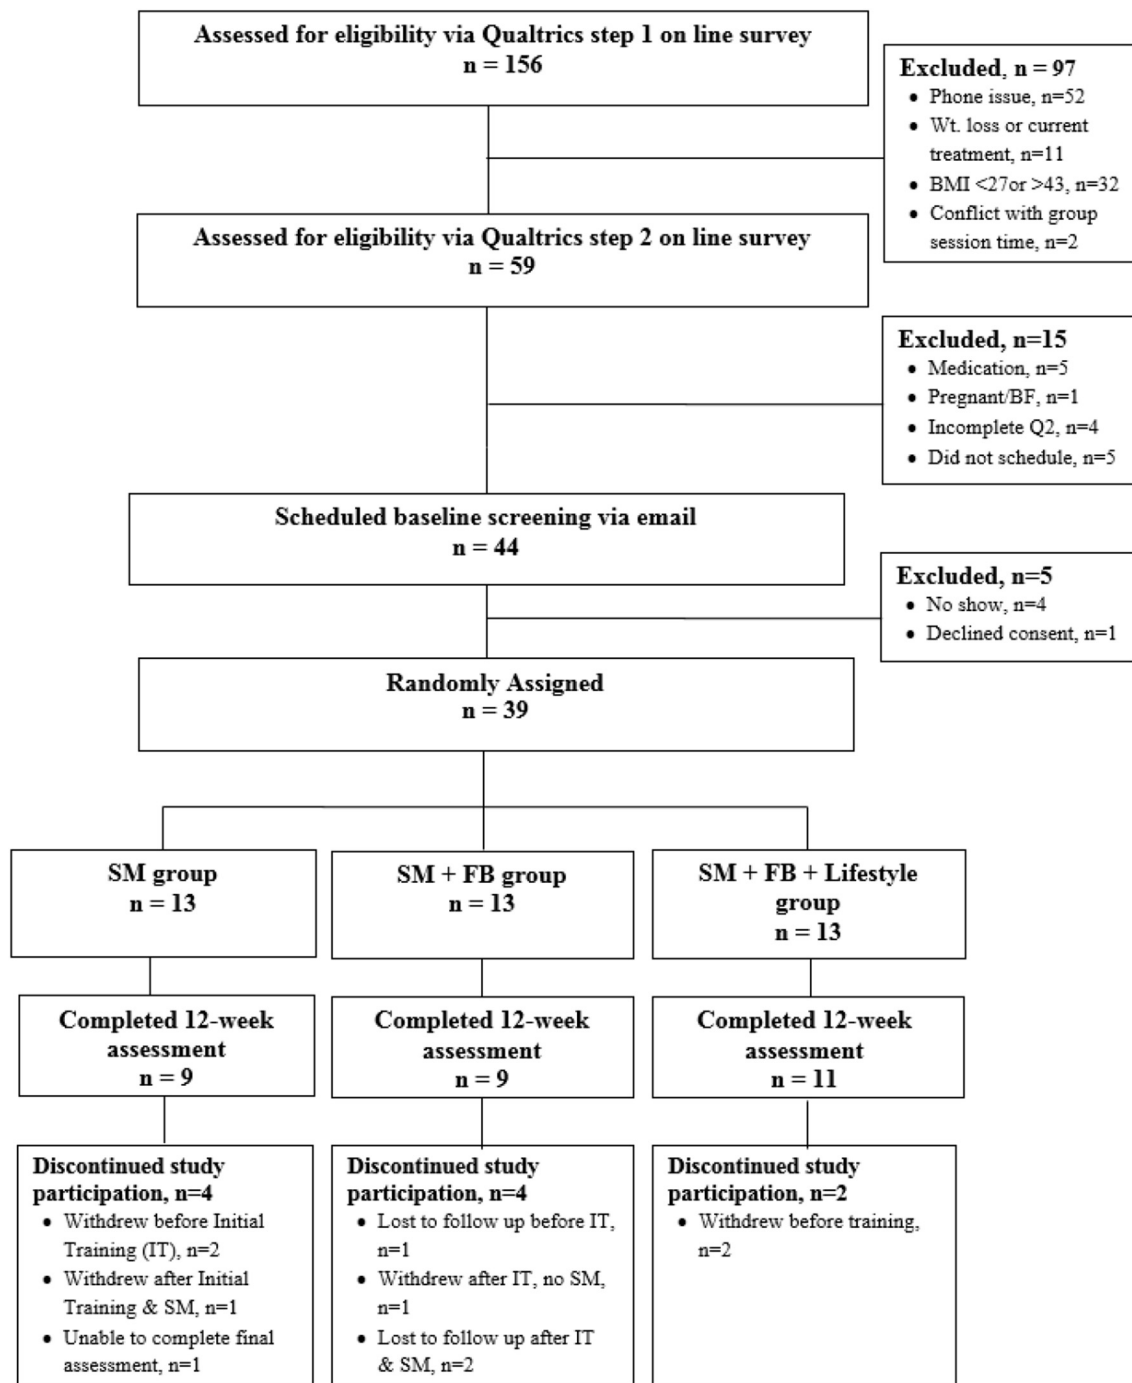 Assessed for eligibility via Qualtrics step 1 on line survey
n = 156
Excluded, n = 97
• Phone issue, n=52
• Wt. loss or current
treatment, n=11
• BMI <27or >43, n=32
• Conflict with group
session time, n=2
Assessed for eligibility via Qualtrics step 2 on line survey
n = 59
Excluded, n=15
• Medication, n=5
• Pregnant/BF, n=1
• Incomplete Q2, n=4
• Did not schedule, n=5
Scheduled baseline screening via email
n = 44
Excluded, n=5
• No show, n=4
• Declined consent, n=1
Randomly Assigned
n = 39
SM group
n = 13
SM + FB group
n = 13
SM + FB + Lifestyle
group
n = 13
Completed 12-week
assessment
n = 9
Completed 12-week
assessment
n = 9
Completed 12-week
assessment
n = 11
Discontinued study
participation, n=4
• Withdrew before Initial
Training (IT), n=2
• Withdrew after Initial
Training & SM, n=1
• Unable to complete final
assessment, n=1
Discontinued study
participation, n=4
• Lost to follow up before IT,
n=1
• Withdrew after IT, no SM,
n=1
• Lost to follow up after IT
& SM, n=2
Discontinued study
participation, n=2
• Withdrew before training,
n=2